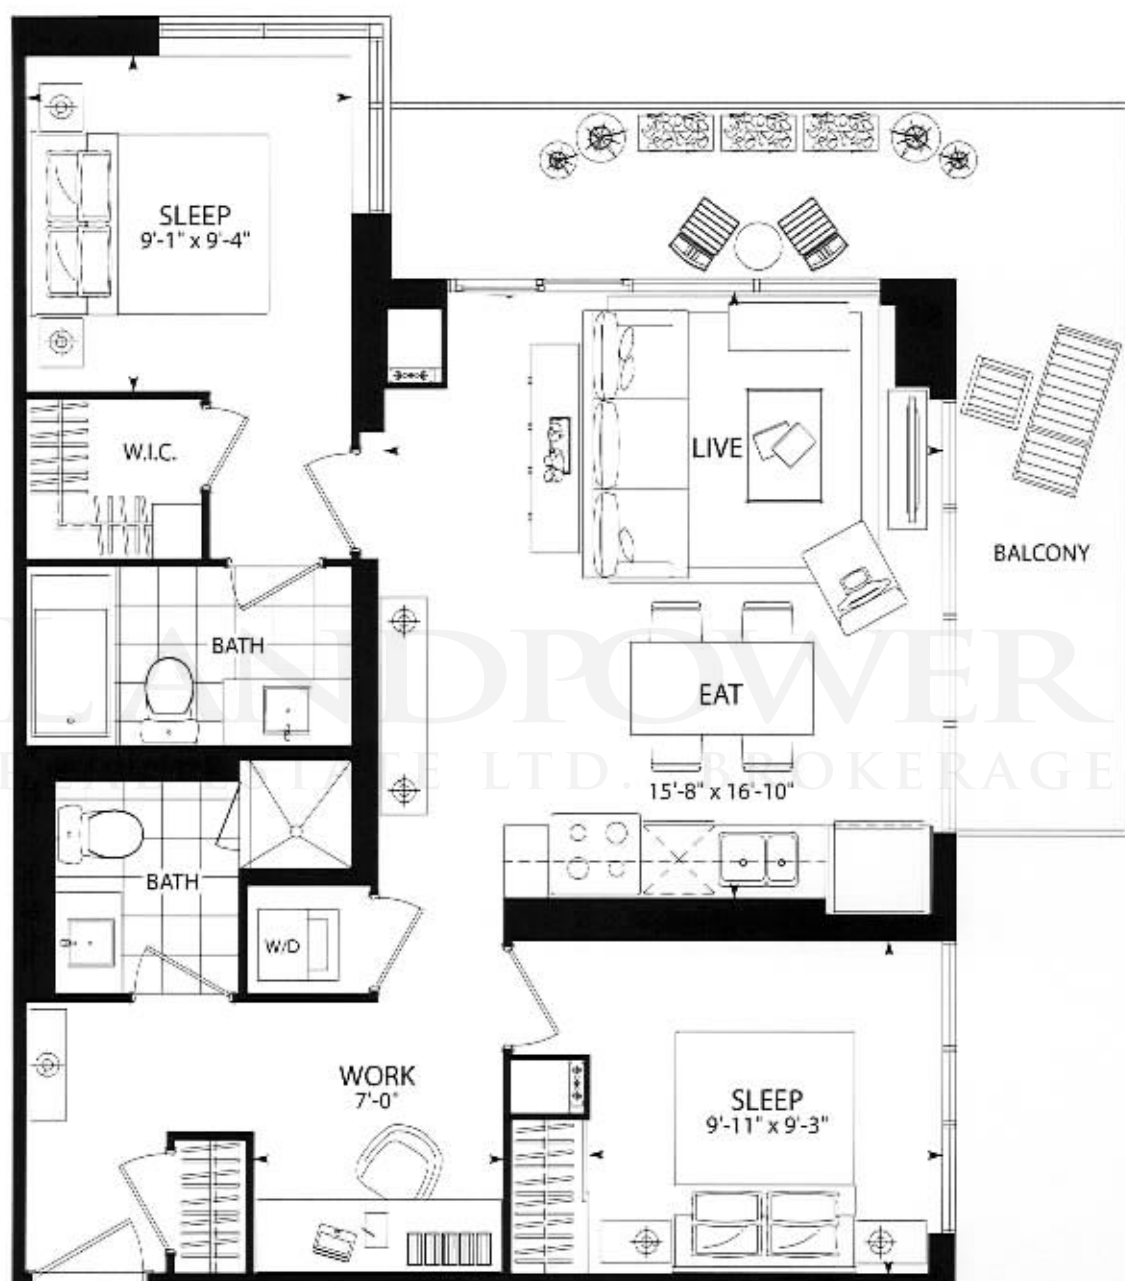 SLEEP
9'-1" x 9'-4"
W.I.C.
LIVE
BALCONY
BATH
LANDPOWER
EAT
REAL ESTATE LTD. BROKERAGE
15'-8" x 16'-10"
BATH
W/D
WORK
7'-0"
SLEEP
9'-11" x 9'-3"